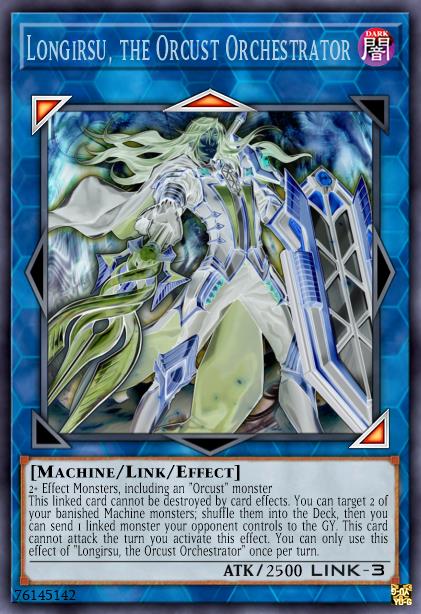 LONGIRSU, THE ORCUST ORCHESTRATOR
DARK
闇
[MACHINE/LINK/EFFECT]
2+ Effect Monsters, including an "Orcust" monster
This linked card cannot be destroyed by card effects. You can target 2 of
your banished Machine monsters; shuffle them into the Deck, then you
can send 1 linked monster your opponent controls to the GY. This card
cannot attack the turn you activate this effect. You can only use this
effect of "Longirsu, the Orcust Orchestrator" once per turn.
ATK/2500 LINK-3
76145142